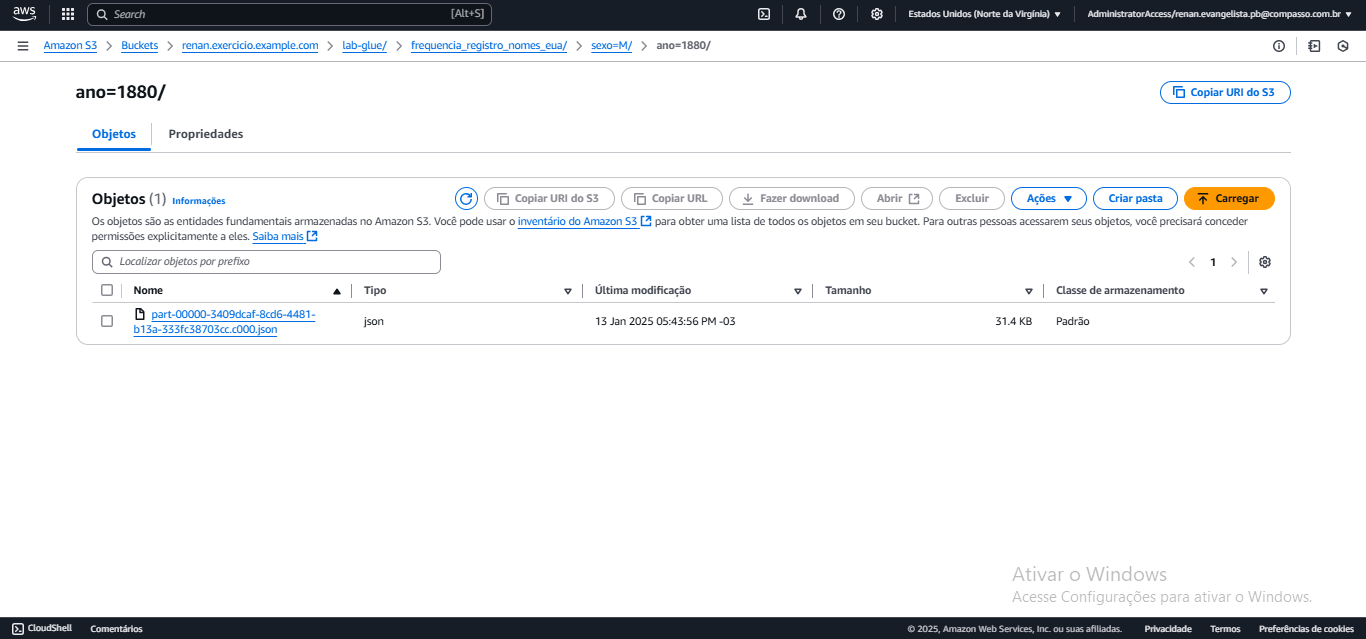 aws
Search
[Alt+S]
Estados Unidos (Norte da Virgínia)
AdministratorAccess/renan.evangelista.pb@compasso.com.br
Amazon S3
Buckets
renan.exercicio.example.com
lab-glue/
frequencia_registro_nomes_eua/
sexo=M/
ano=1880/
ano=1880/
Copiar URI do S3
Objetos
Propriedades
Objetos (1) Informações
Copiar URI do S3
Copiar URL
Fazer download
Abrir
Excluir
Ações
Criar pasta
Carregar
Os objetos são as entidades fundamentais armazenadas no Amazon S3. Você pode usar o inventário do Amazon S3 para obter uma lista de todos os objetos em seu bucket. Para outras pessoas acessarem seus objetos, você precisará conceder
permissões explicitamente a eles. Saiba mais
Localizar objetos por prefixo
1
Nome
Tipo
Última modificação
Tamanho
Classe de armazenamento
part-00000-3409dcaf-8cd6-4481-
b13a-333fc38703cc.c000.json
json
13 Jan 2025 05:43:56 PM -03
31.4 KB
Padrão
Ativar o Windows
Acesse Configurações para ativar o Windows.
CloudShell
Comentários
© 2025, Amazon Web Services, Inc. ou suas afiliadas.
Privacidade
Termos
Preferências de cookies